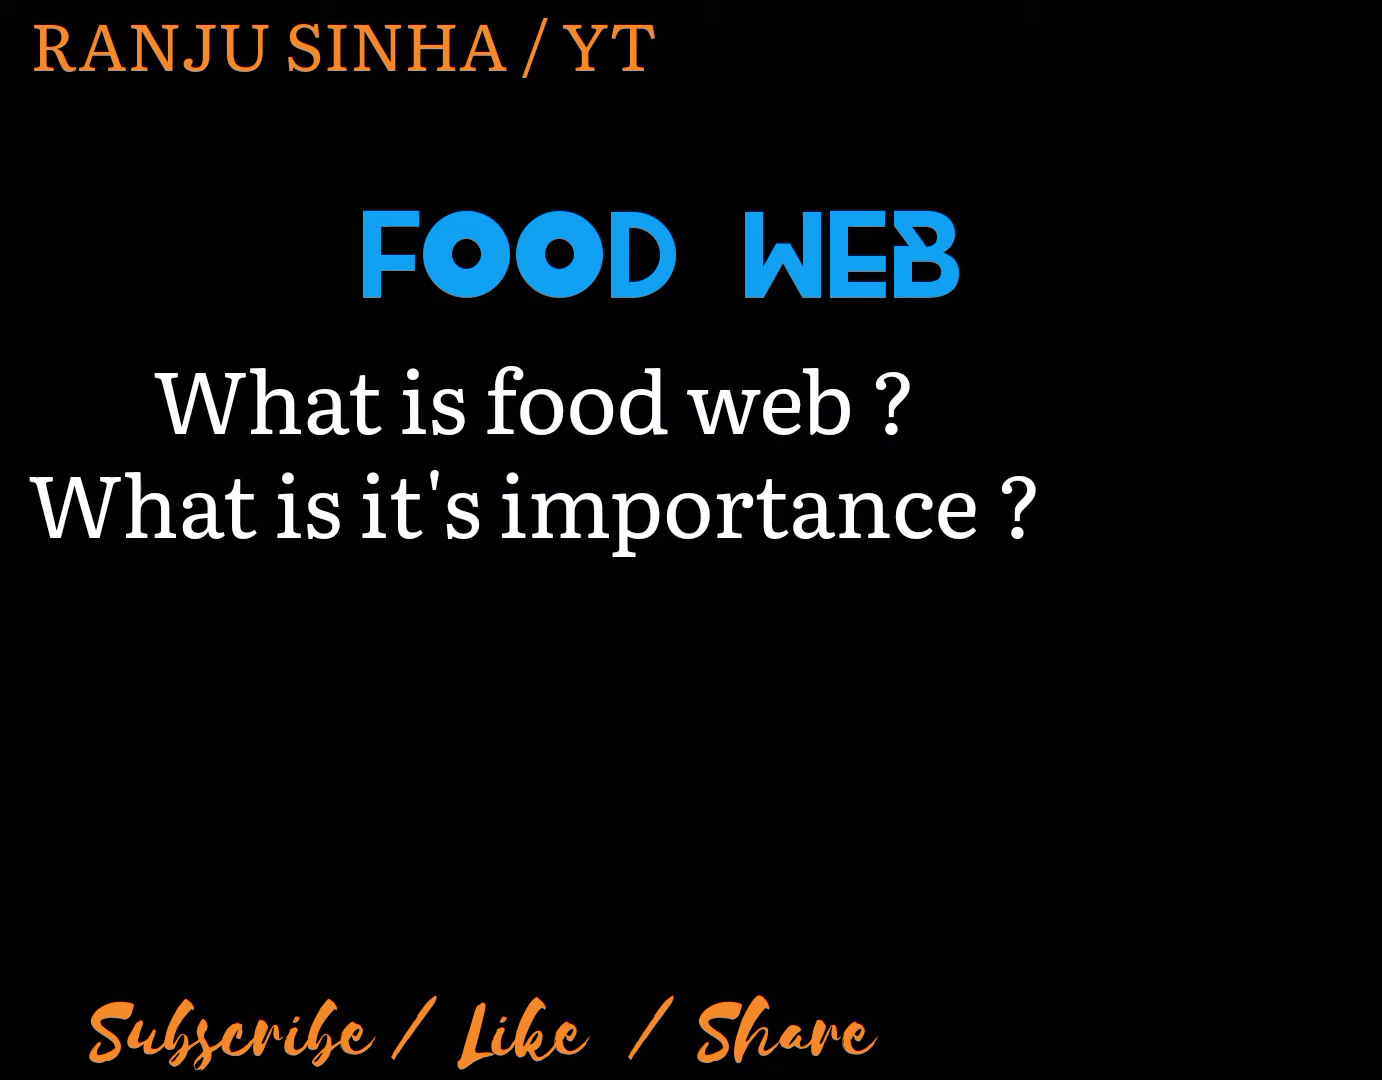 RANJU SINHA / YT
FOOD WEB
What is food web ?
What is it's importance ?
Subscribe / Like / Share